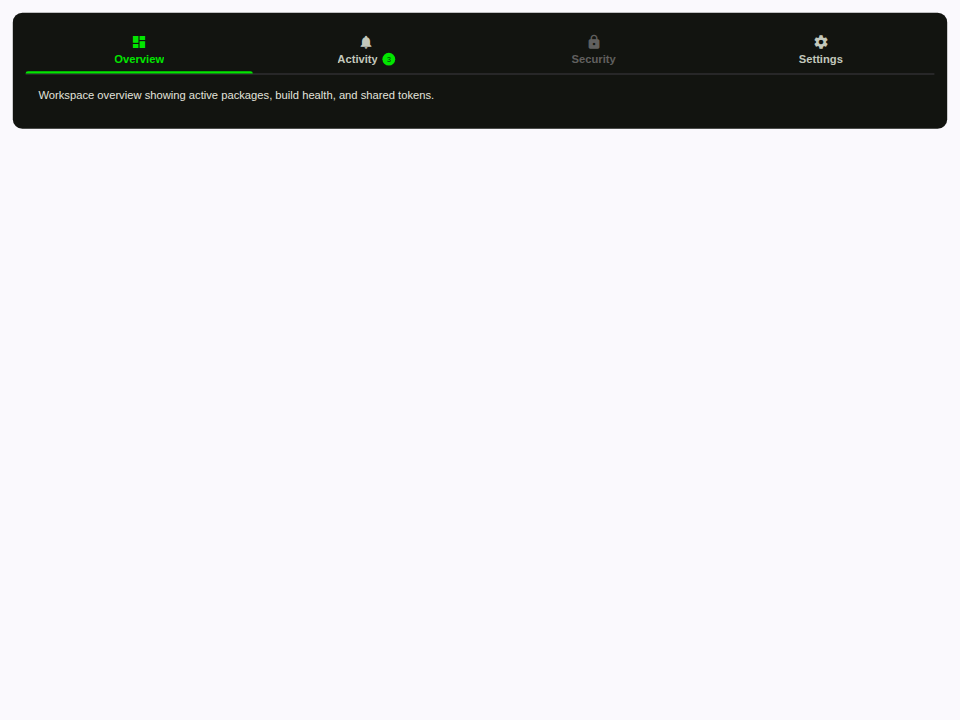 Overview
Activity 3
Security
Settings
Workspace overview showing active packages, build health, and shared tokens.